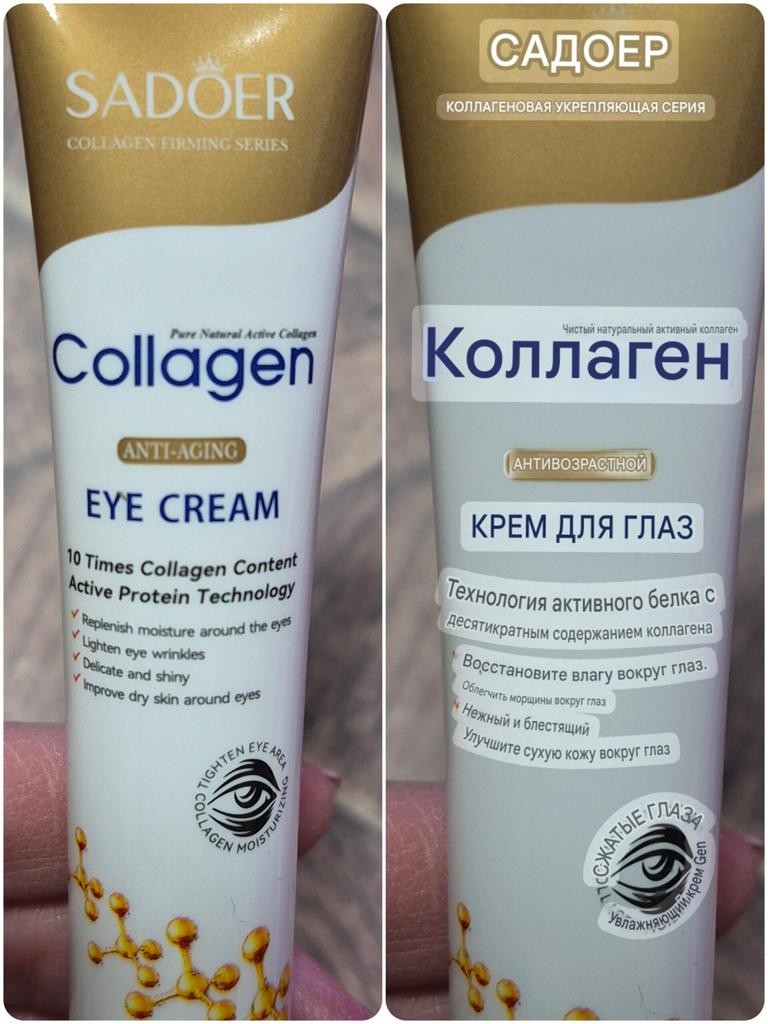 SADOER
COLLAGEN FIRMING SERIES
Pure Natural Active Collagen
Collagen
ANTI-AGING
EYE CREAM
10 Times Collagen Content
Active Protein Technology
Replenish moisture around the eyes
Lighten eye wrinkles
Delicate and shiny
Improve dry skin around eyes
TIGHTEN EYE AREA
COLLAGEN MOISTURIZING
САДОЕР
КОЛЛАГЕНОВАЯ УКРЕПЛЯЮЩАЯ СЕРИЯ
Чистый натуральный активный коллаген
Коллаген
АНТИВОЗРАСТНОЙ
КРЕМ ДЛЯ ГЛАЗ
Технология активного белка с
десятикратным содержанием коллагена
Восстановите влагу вокруг глаз.
Облегчить морщины вокруг глаз
Нежный и блестящий
Улучшите сухую кожу вокруг глаз
СЖАТЫЕ ГЛАЗА
Увлажняющий крем Gen